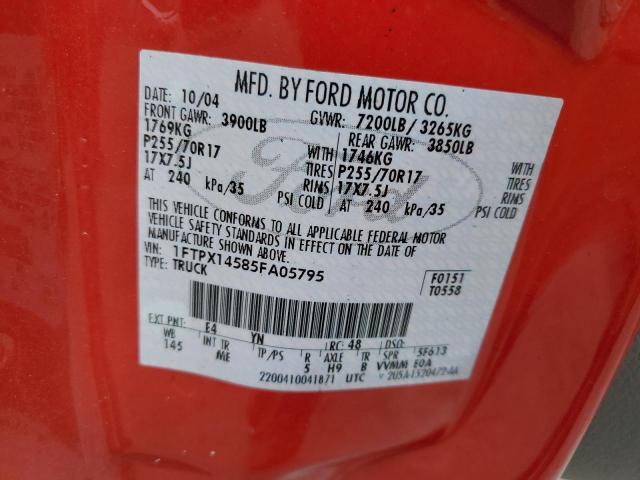 MFD. BY FORD MOTOR CO.
DATE: 10/04 GVWR: 7200LB/ 3265KG
FRONT GAWR: 3900LB REAR GAWR: 3850LB
1769KG WITH 1746KG WITH
P255/70R17 TIRES P255/70R17 TIRES
17X7.5J RIMS 17X7.5J RIMS
AT 240 kPa/35 PSI COLD AT 240 kPa/35 PSI COLD
Ford
THIS VEHICLE CONFORMS TO ALL APPLICABLE FEDERAL MOTOR
VEHICLE SAFETY STANDARDS IN EFFECT ON THE DATE OF
MANUFACTURE SHOWN ABOVE.
VIN: 1FTPX14585FA05795
TYPE: TRUCK
F0151
T0558
EXT PNT: E4 YN RC: 48 DSO:
WB INT TR TP/PS R AXLE TR SPR 5F613
145 ME 5 H9 B VVMM E0A
2200410041871 UTC